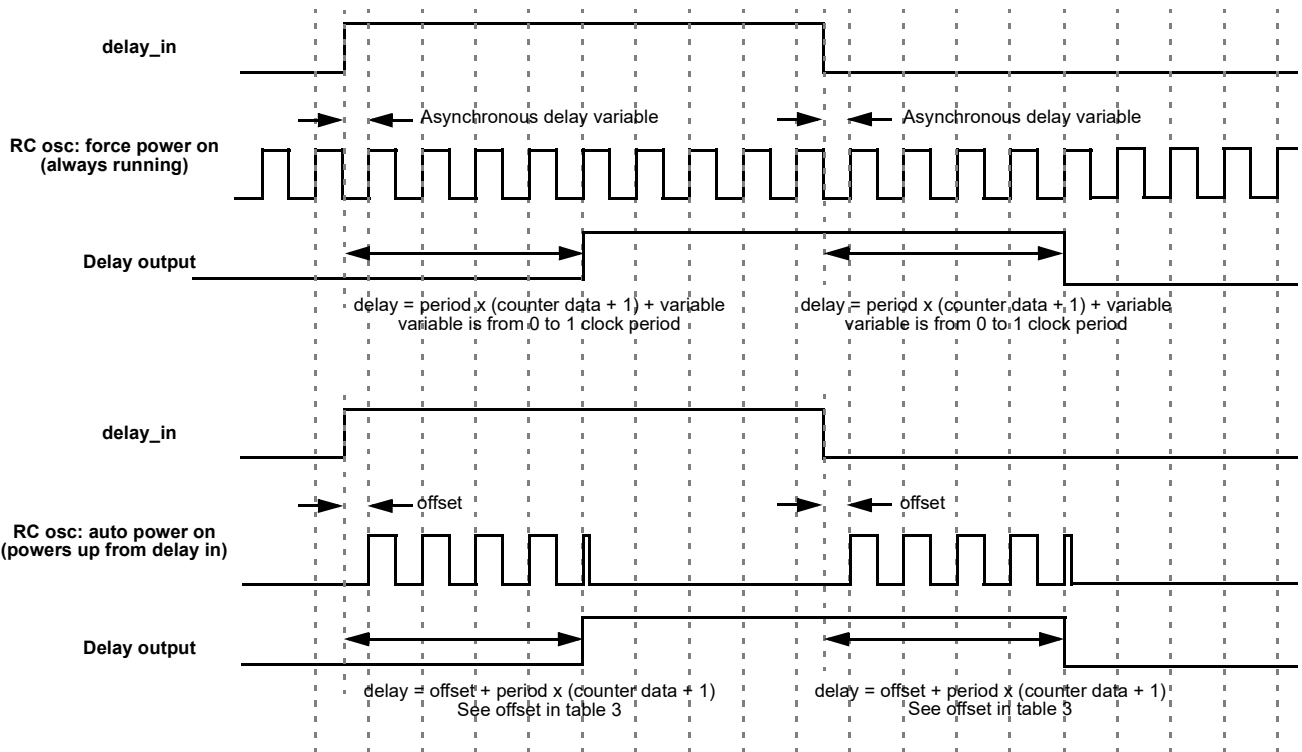 delay_in
Asynchronous delay variable
Asynchronous delay variable
RC osc: force power on
(always running)
Delay output
delay = period x (counter data + 1) + variable
variable is from 0 to 1 clock period
delay = period x (counter data + 1) + variable
variable is from 0 to 1 clock period
delay_in
offset
offset
RC osc: auto power on
(powers up from delay in)
Delay output
delay = offset + period x (counter data + 1)
See offset in table 3
delay = offset + period x (counter data + 1)
See offset in table 3